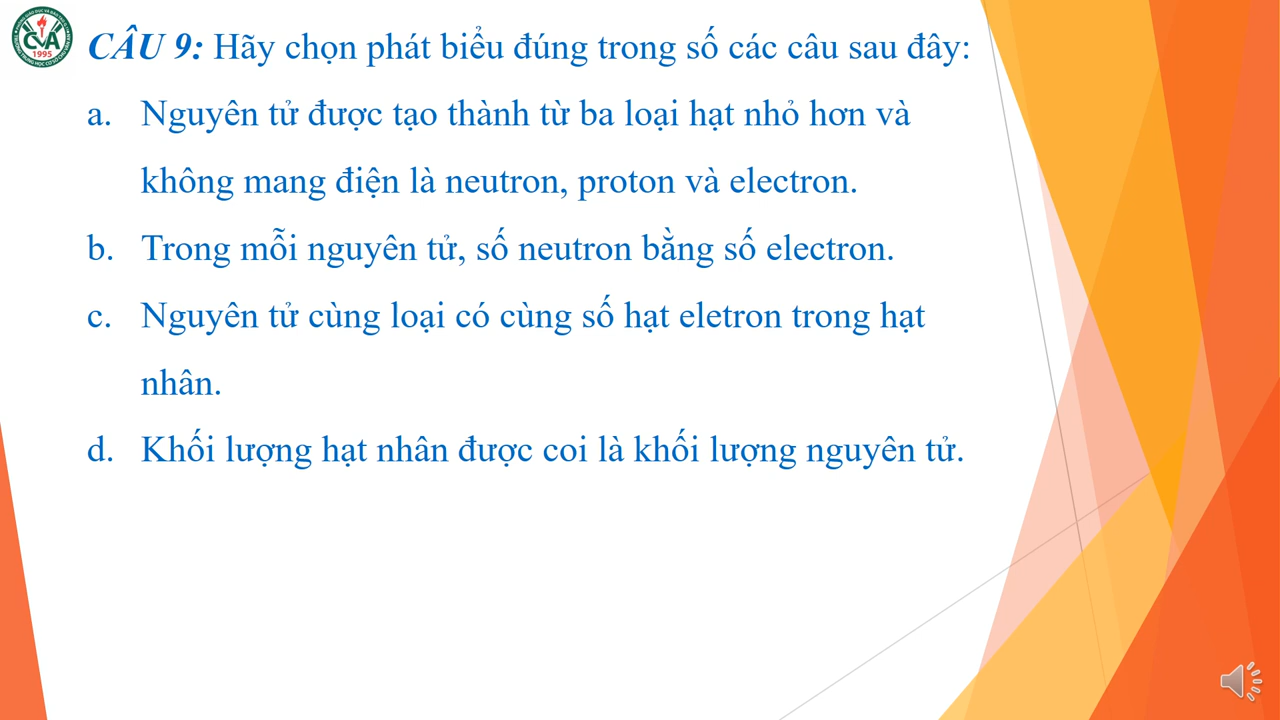 CÂU 9: Hãy chọn phát biểu đúng trong số các câu sau đây:
a. Nguyên tử được tạo thành từ ba loại hạt nhỏ hơn và
không mang điện là neutron, proton và electron.
b. Trong mỗi nguyên tử, số neutron bằng số electron.
c. Nguyên tử cùng loại có cùng số hạt eletron trong hạt
nhân.
d. Khối lượng hạt nhân được coi là khối lượng nguyên tử.
CVA
1995